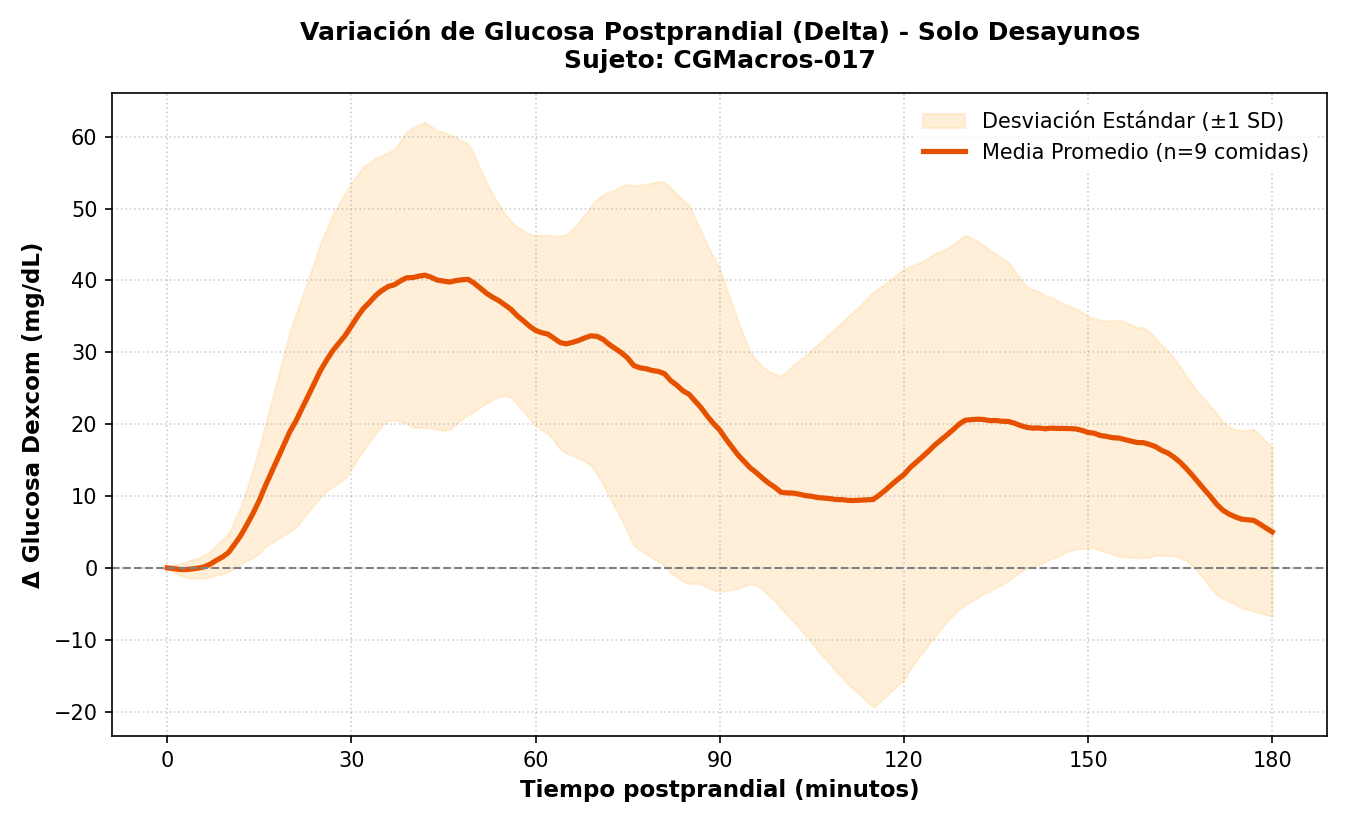 Variación de Glucosa Postprandial (Delta) - Solo Desayunos
Sujeto: CGMacros-017
Desviación Estándar (±1 SD)
Media Promedio (n=9 comidas)
Δ Glucosa Dexcom (mg/dL)
60
50
40
30
20
10
0
−10
−20
0 30 60 90 120 150 180
Tiempo postprandial (minutos)